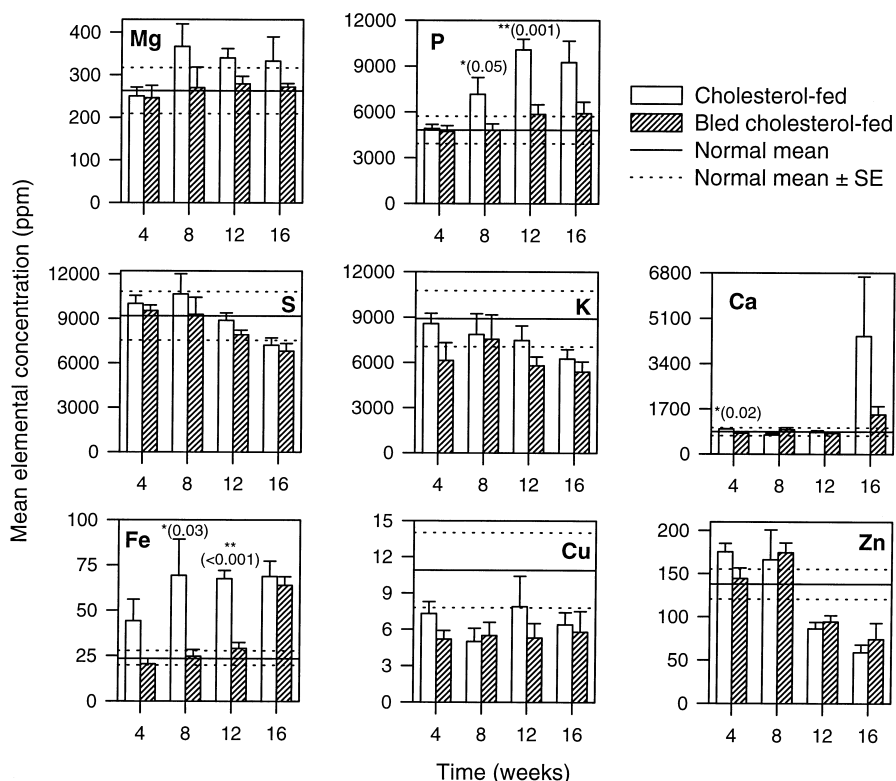 Mean elemental concentration (ppm)
Mg
400
300
200
100
0
4 8 12 16
P
12000
9000
6000
3000
0
*(0.05)
**(0.001)
4 8 12 16
Cholesterol-fed
Bled cholesterol-fed
Normal mean
Normal mean ± SE
S
12000
9000
6000
3000
0
4 8 12 16
K
12000
9000
6000
3000
0
4 8 12 16
Ca
6800
5100
3400
1700
0
*(0.02)
4 8 12 16
Fe
100
75
50
25
0
*(0.03)
**
(<0.001)
4 8 12 16
Cu
15
12
9
6
3
0
4 8 12 16
Zn
200
150
100
50
0
4 8 12 16
Time (weeks)